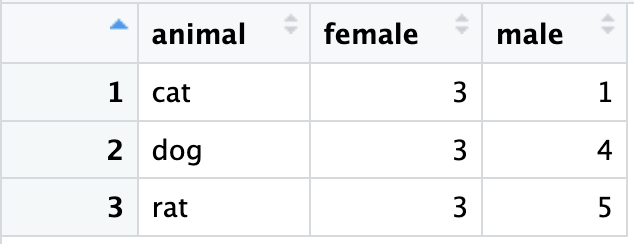 animal female male
1 cat 3 1
2 dog 3 4
3 rat 3 5